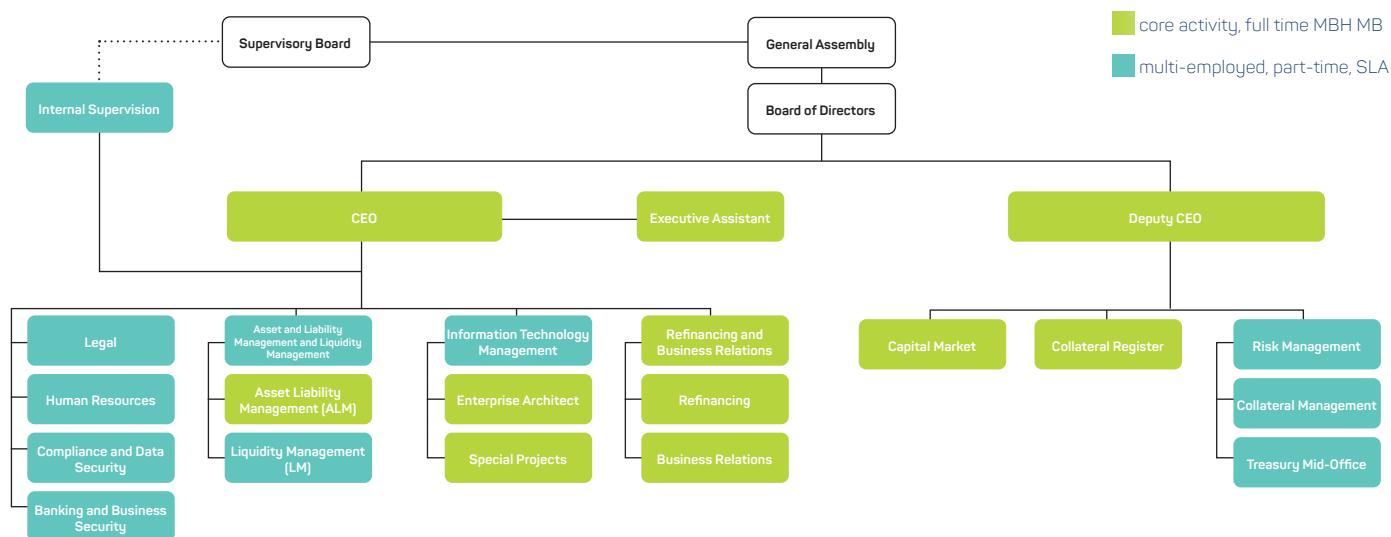 Supervisory Board
General Assembly
core activity, full time MBH MB
multi-employed, part-time, SLA
Internal Supervision
Board of Directors
CEO
Executive Assistant
Deputy CEO
Legal
Human Resources
Compliance and Data
Security
Banking and Business
Security
Asset and Liability
Management and Liquidity
Management
Asset Liability
Management (ALM)
Liquidity Management
(LM)
Information Technology
Management
Enterprise Architect
Special Projects
Refinancing and
Business Relations
Refinancing
Business Relations
Capital Market
Collateral Register
Risk Management
Collateral Management
Treasury Mid-Office